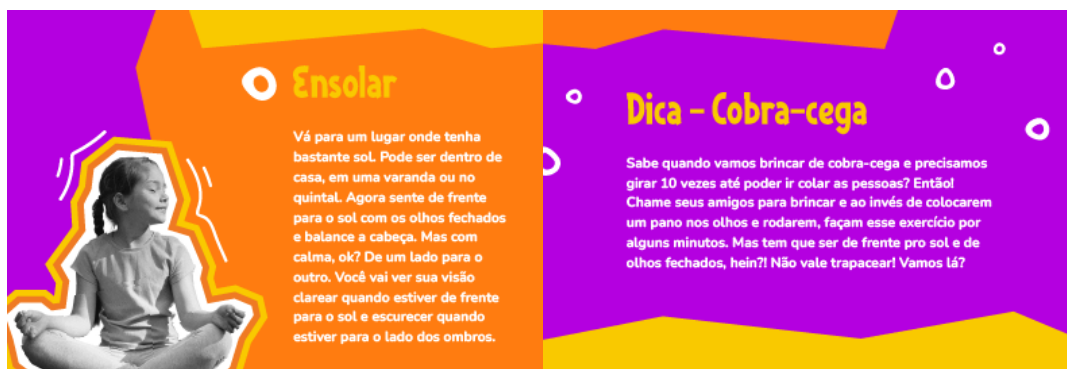 Ensolar
Vá para um lugar onde tenha
bastante sol. Pode ser dentro de
casa, em uma varanda ou no
quintal. Agora sente de frente
para o sol com os olhos fechados
e balance a cabeça. Mas com
calma, ok? De um lado para o
outro. Você vai ver sua visão
clarear quando estiver de frente
para o sol e escurecer quando
estiver para o lado dos ombros.
Dica - Cobra-cega
Sabe quando vamos brincar de cobra-cega e precisamos
girar 10 vezes até poder ir colar as pessoas? Então!
Chame seus amigos para brincar e ao invés de colocarem
um pano nos olhos e rodarem, façam esse exercício por
alguns minutos. Mas tem que ser de frente pro sol e de
olhos fechados, hein?! Não vale trapacear! Vamos lá?